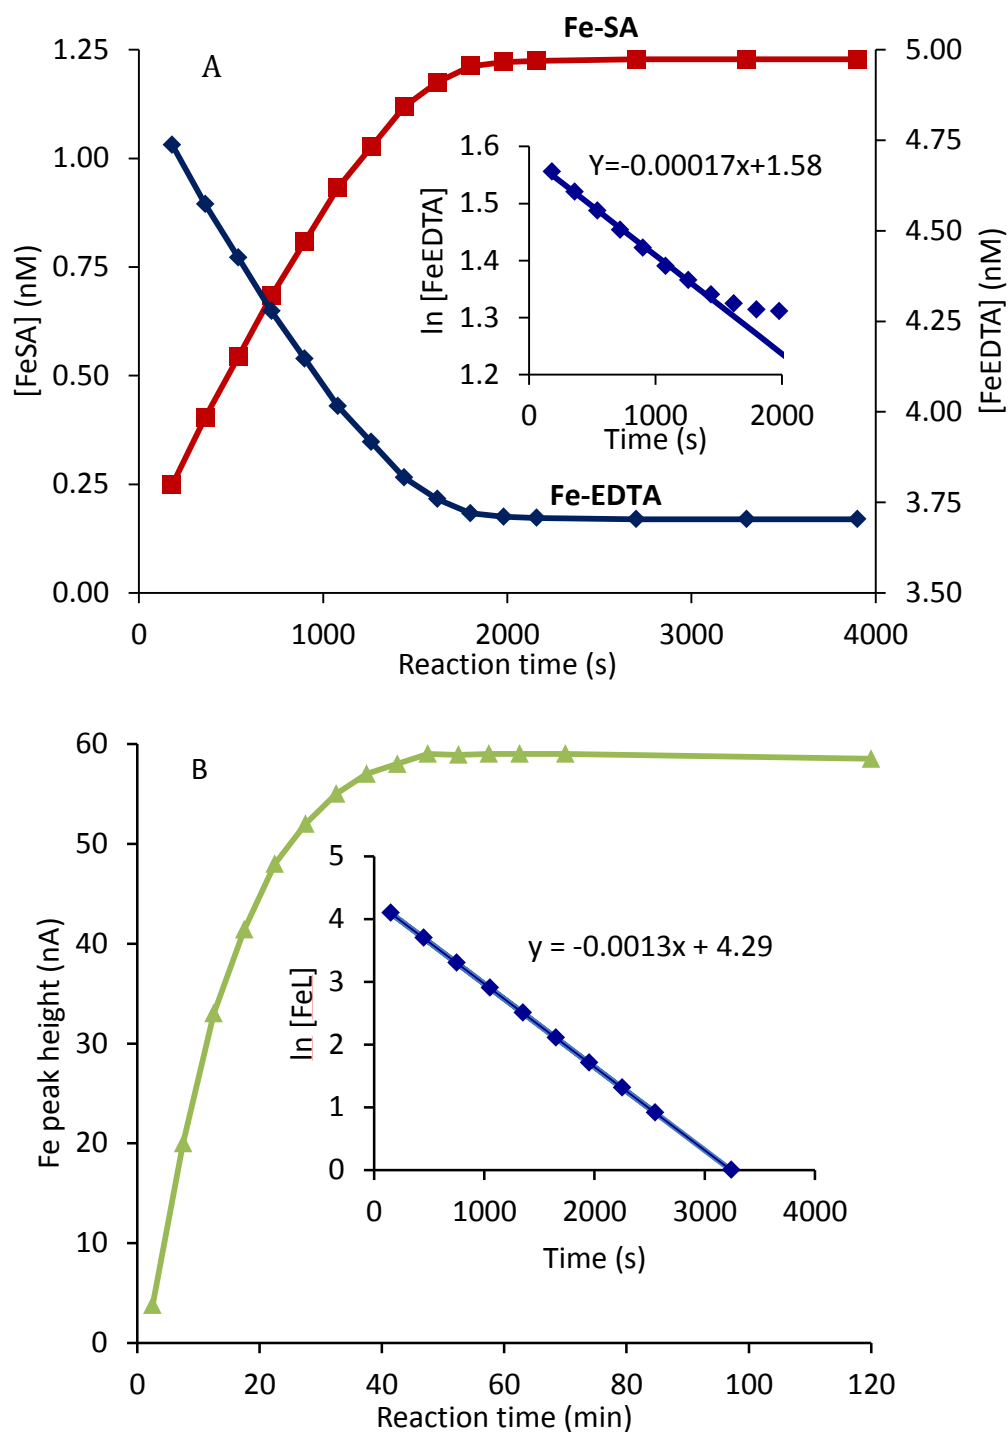 Fe-SA
1.25
1.00
0.75
0.50
0.25
0.00
[FeSA] (nM)
A
5.00
4.75
4.50
4.25
4.00
3.75
3.50
[FeEDTA] (nM)
1.6
1.5
1.4
1.3
1.2
ln [FeEDTA]
Y=-0.00017x+1.58
0 1000 2000
Time (s)
Fe-EDTA
0 1000 2000 3000 4000
Reaction time (s)
60
50
40
30
20
10
0
Fe peak height (nA)
B
5
4
3
2
1
0
ln [FeL]
y = -0.0013x + 4.29
0 1000 2000 3000 4000
Time (s)
0 20 40 60 80 100 120
Reaction time (min)